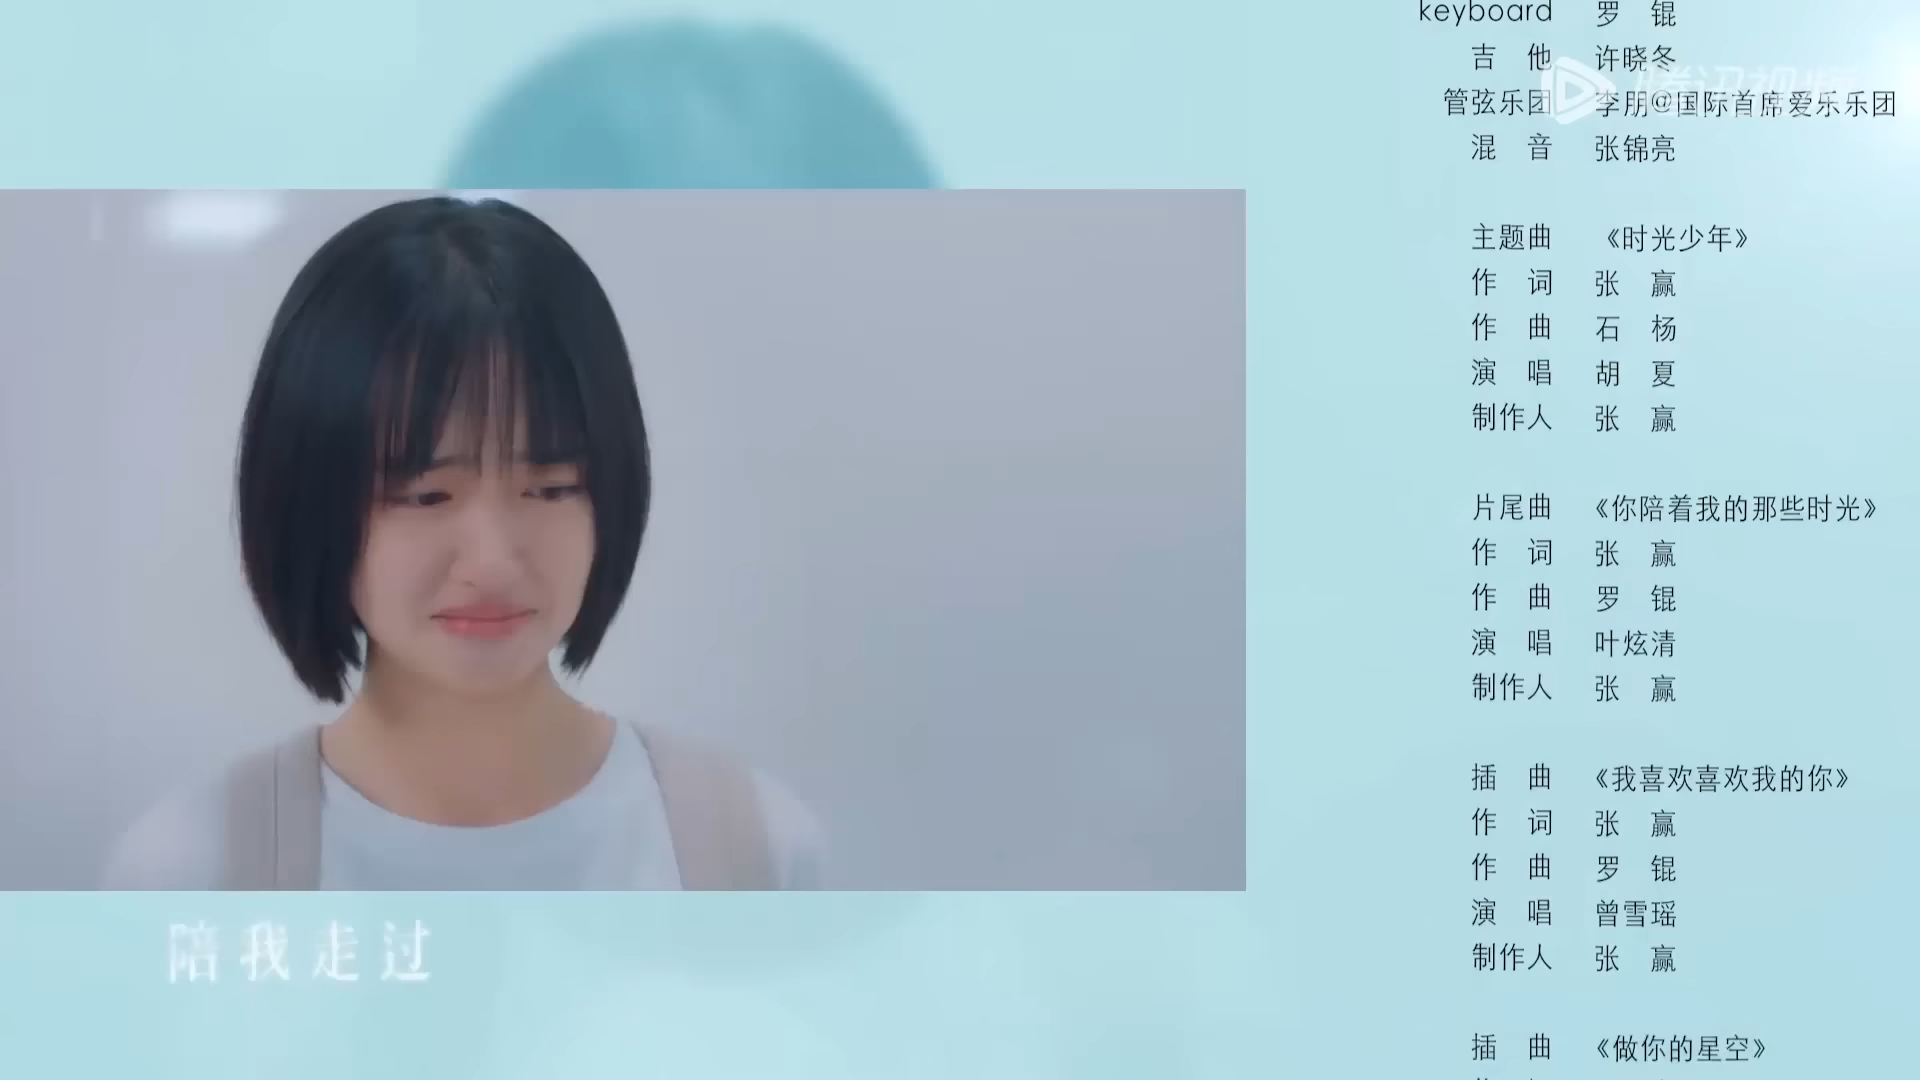 keyboard 罗 锟
吉 他 许晓冬
腾讯视频
管弦乐团 李朋@国际首席爱乐乐团
混 音 张锦亮
主题曲 《时光少年》
作 词 张 赢
作 曲 石 杨
演 唱 胡 夏
制作人 张 赢
片尾曲 《你陪着我的那些时光》
作 词 张 赢
作 曲 罗 锟
演 唱 叶炫清
制作人 张 赢
插 曲 《我喜欢喜欢我的你》
作 词 张 赢
作 曲 罗 锟
演 唱 曾雪瑶
制作人 张 赢
陪我走过
插 曲 《做你的星空》